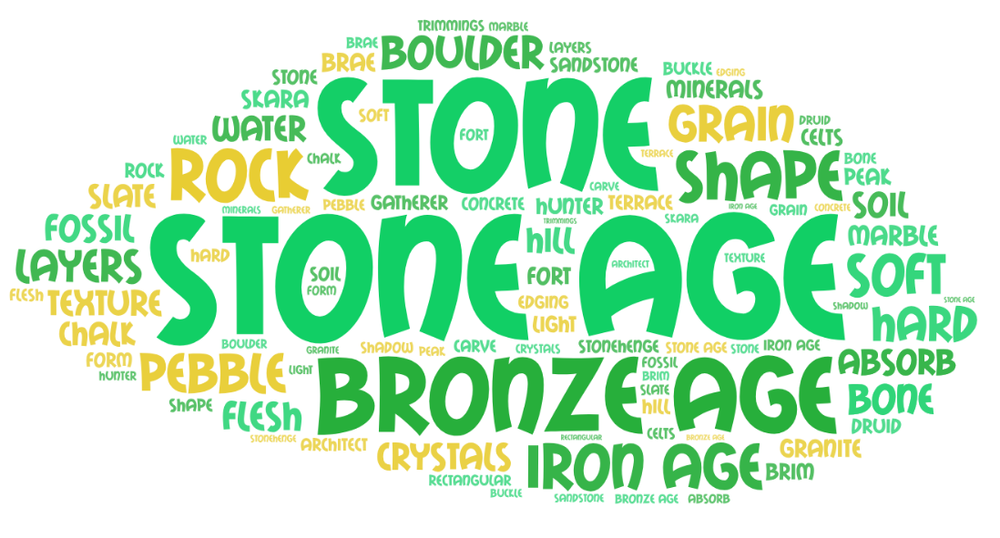 TRIMMINGS MARBLE
BRAE BOULDER LAYERS
BRAE SANDSTONE
STONE BUCKLE EDGING
SKARA STONE MINERALS
WATER SOFT FORT GRAIN DRUID
WATER CELTS
ROCK ROCK CHALK TERRACE SHAPE BONE
SLATE CARVE PEAK
MINERALS GATHERER PEBBLE GATHERER CONCRETE HUNTER TERRACE IRON AGE GRAIN CONCRETE SOIL
TRIMMINGS SKARA
FOSSIL STONE AGE HILL MARBLE
LAYERS HARD SOIL FORT ARCHITECT TEXTURE SOFT
FLESH TEXTURE FORM EDGING SHADOW STONE AGE
CHALK LIGHT HARD
BOULDER GRANITE SHADOW PEAK CARVE CRYSTALS STONEHENGE STONE AGE STONE IRON AGE
FORM PEBBLE LIGHT BRONZE AGE FOSSIL ABSORB
HUNTER BRIM
SHAPE SLATE BONE
FLESH HILL DRUID
STONEHENGE ARCHITECT RECTANGULAR CELTS BRONZE AGE GRANITE
CRYSTALS IRON AGE BRIM
RECTANGULAR
BUCKLE SANDSTONE BRONZE AGE ABSORB